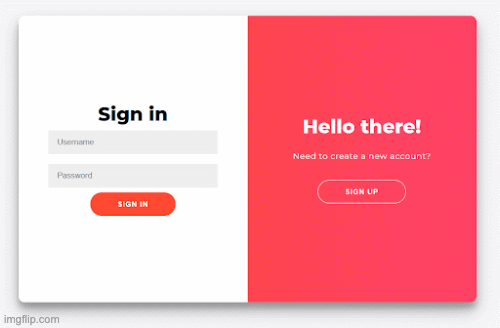 Sign in
Username
Password
SIGN IN
Hello there!
Need to create a new account?
SIGN UP
imgflip.com